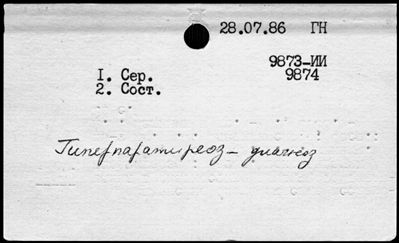 28.07.86 ГН
9873-ИИ
1. Сер. 9874
2. Сост.
Гиперпаратиреоз - диагноз